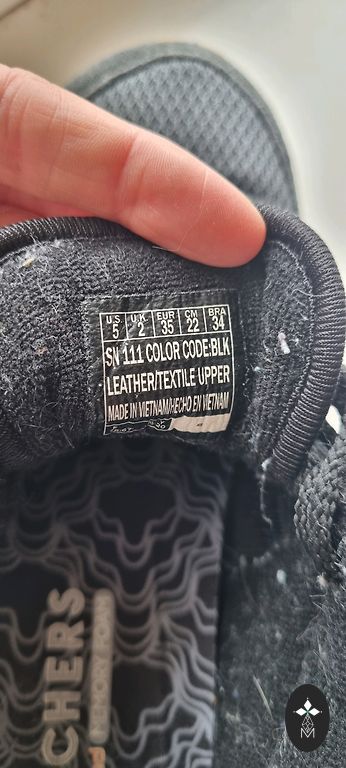 U.S. U.K. EUR CM BRA
5 2 35 22 34
SN 111 COLOR CODE:BLK
LEATHER/TEXTILE UPPER
MADE IN VIETNAM/HECHO EN VIETNAM
CHERS
MEMORY FOAM